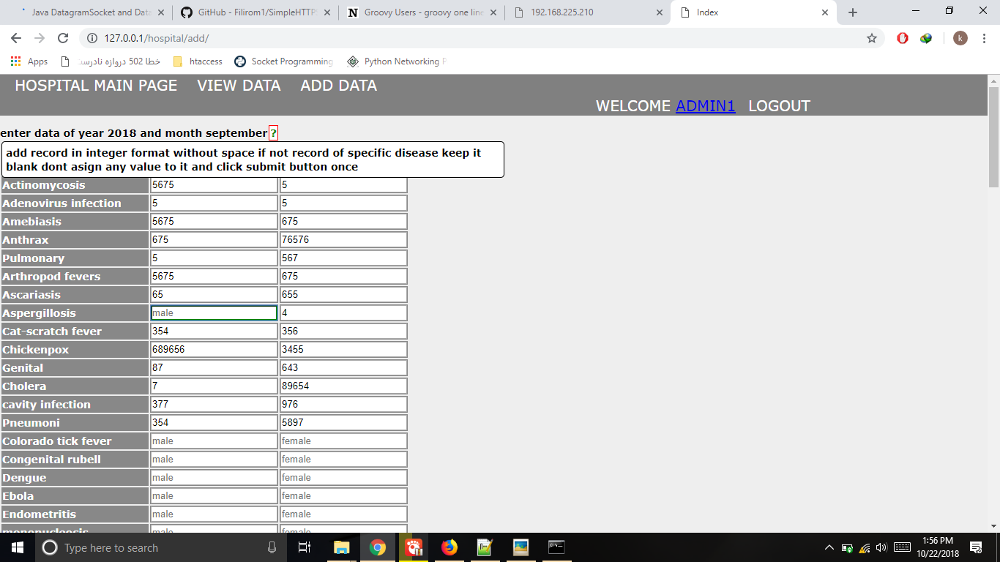 Java DatagramSocket and Data
GitHub - Filirom1/SimpleHTTPS
Groovy Users - groovy one line
192.168.225.210
Index
127.0.0.1/hospital/add/
k
Apps
خطا 502 دروازه نادرست
htaccess
Socket Programming
Python Networking P
HOSPITAL MAIN PAGE VIEW DATA ADD DATA
WELCOME ADMIN1 LOGOUT
enter data of year 2018 and month september ?
add record in integer format without space if not record of specific disease keep it
blank dont asign any value to it and click submit button once
Actinomycosis 5675 5
Adenovirus infection 5 5
Amebiasis 5675 675
Anthrax 675 76576
Pulmonary 5 567
Arthropod fevers 5675 675
Ascariasis 65 655
Aspergillosis male 4
Cat-scratch fever 354 356
Chickenpox 689656 3455
Genital 87 643
Cholera 7 89654
cavity infection 377 976
Pneumoni 354 5897
Colorado tick fever male female
Congenital rubell male female
Dengue male female
Ebola male female
Endometritis male female
mononucleosis male female
Type here to search
1:56 PM
10/22/2018